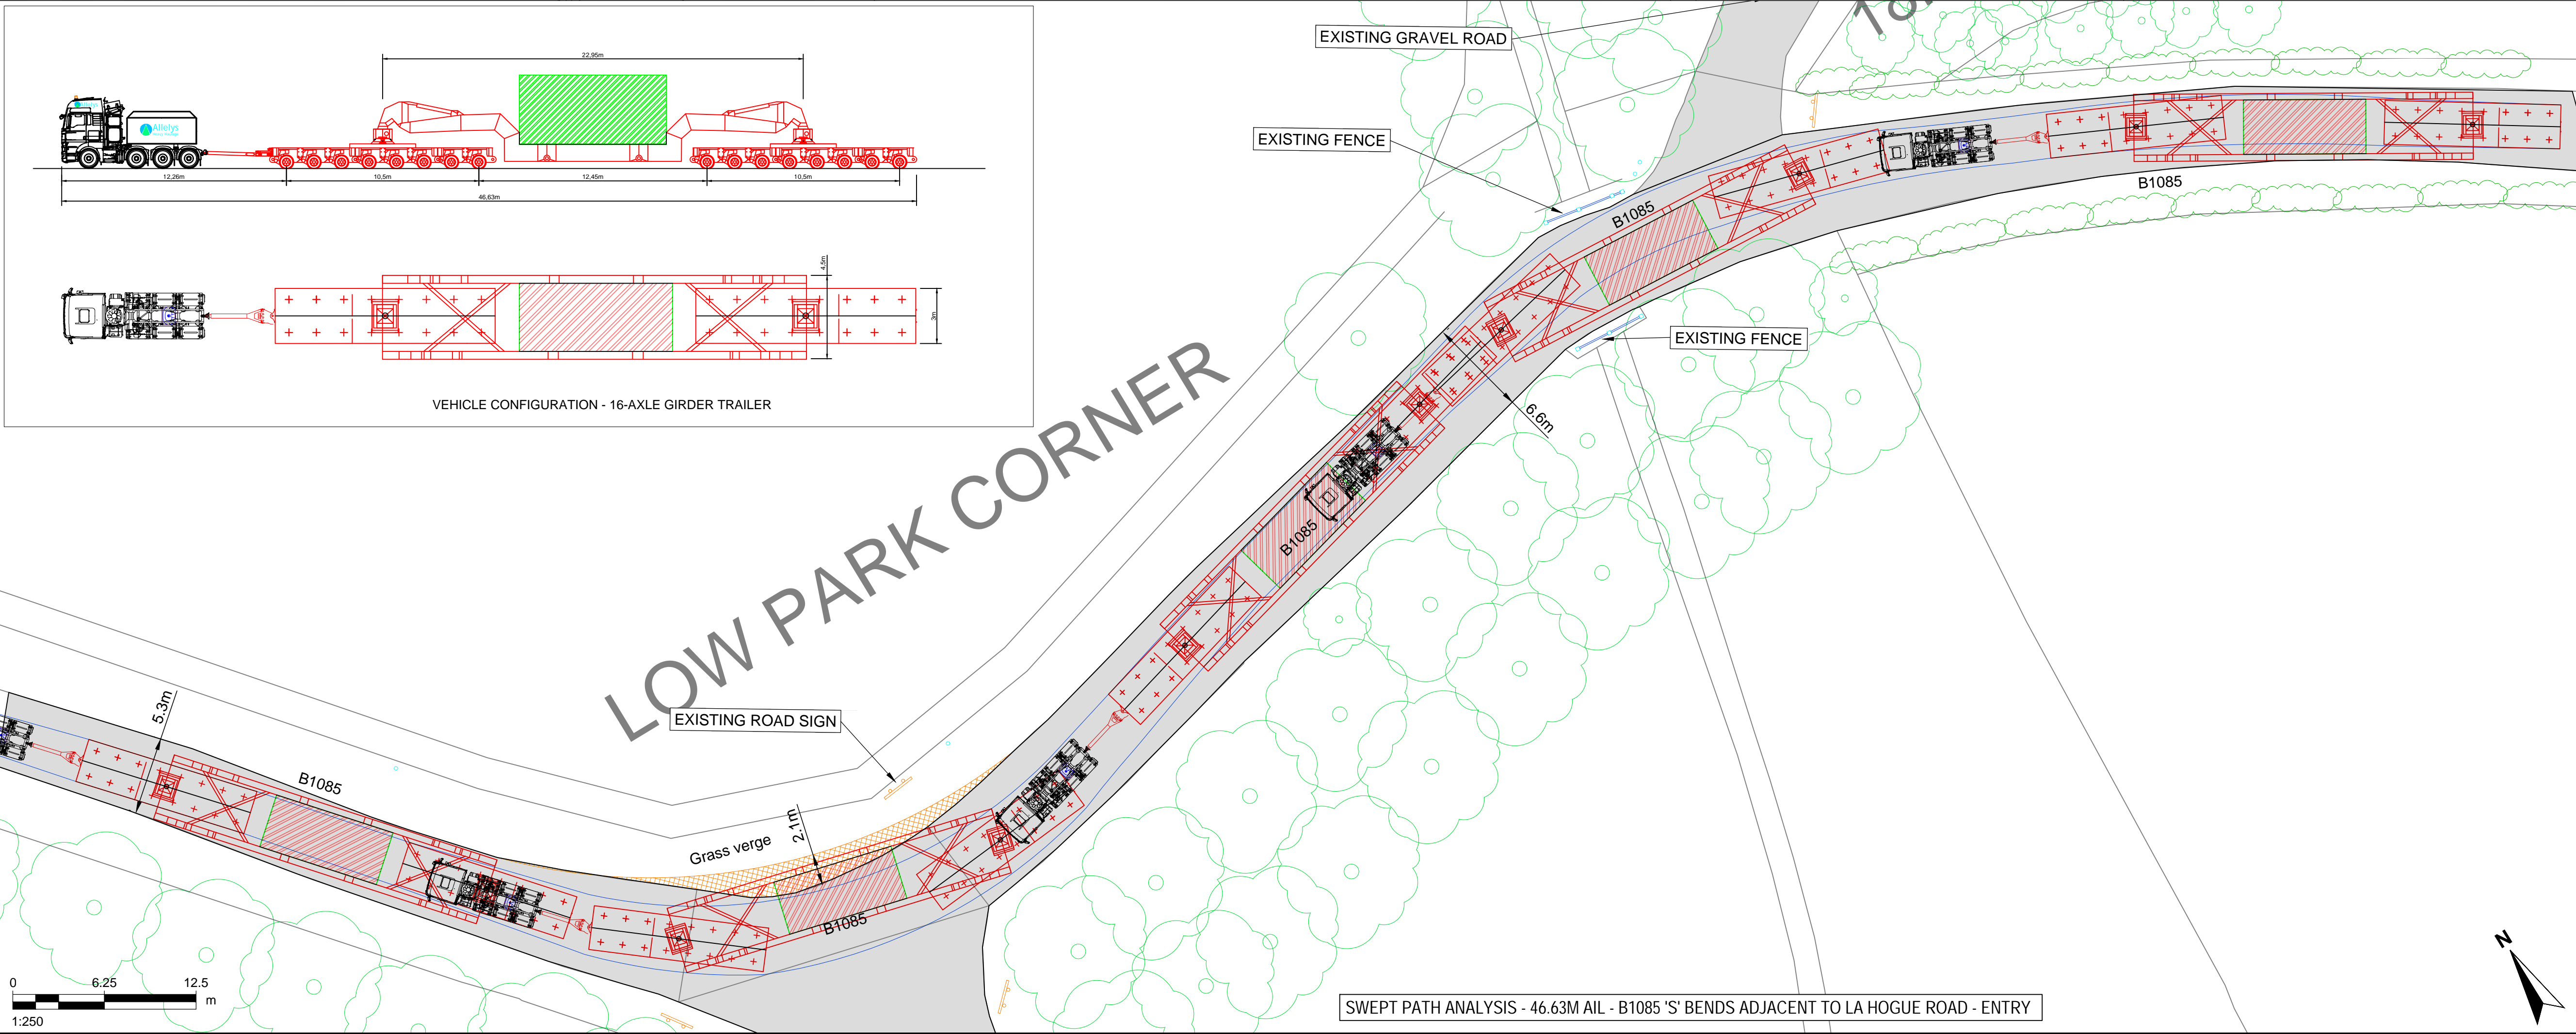 22,95m
Allelys
Allelys
12,26m
10,5m
12,45m
10,5m
46,63m
4,5m
3m
VEHICLE CONFIGURATION - 16-AXLE GIRDER TRAILER
EXISTING GRAVEL ROAD
EXISTING FENCE
B1085
B1085
EXISTING FENCE
6.6m
LOW PARK CORNER
B1085
EXISTING ROAD SIGN
5.3m
B1085
Grass verge
2.1m
B1085
N
0 6.25 12.5
m
1:250
SWEPT PATH ANALYSIS - 46.63M AIL - B1085 'S' BENDS ADJACENT TO LA HOGUE ROAD - ENTRY